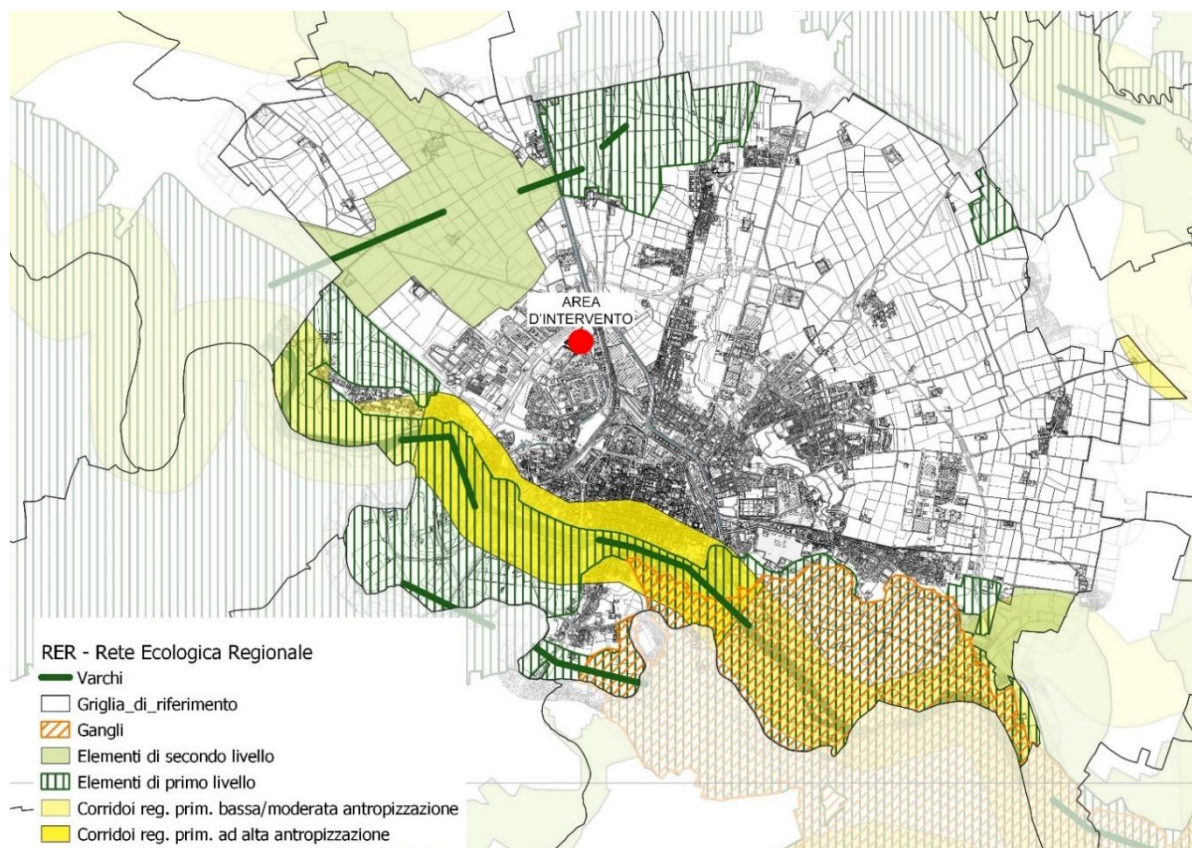 AREA
D'INTERVENTO
RER - Rete Ecologica Regionale
Varchi
Griglia_di_riferimento
Gangli
Elementi di secondo livello
Elementi di primo livello
Corridoi reg. prim. bassa/moderata antropizzazione
Corridoi reg. prim. ad alta antropizzazione